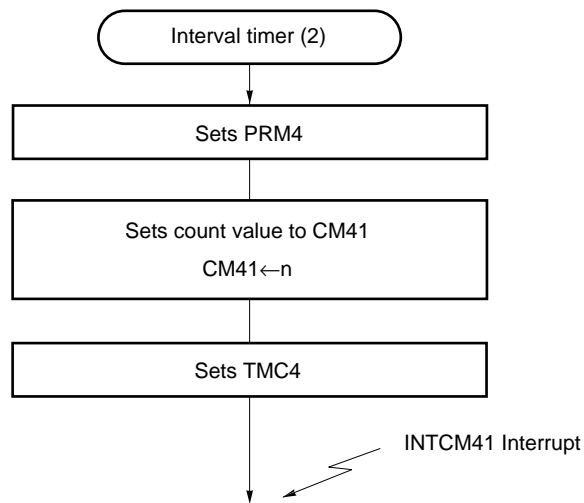 Interval timer (2)
Sets PRM4
Sets count value to CM41
CM41←n
Sets TMC4
INTCM41 Interrupt